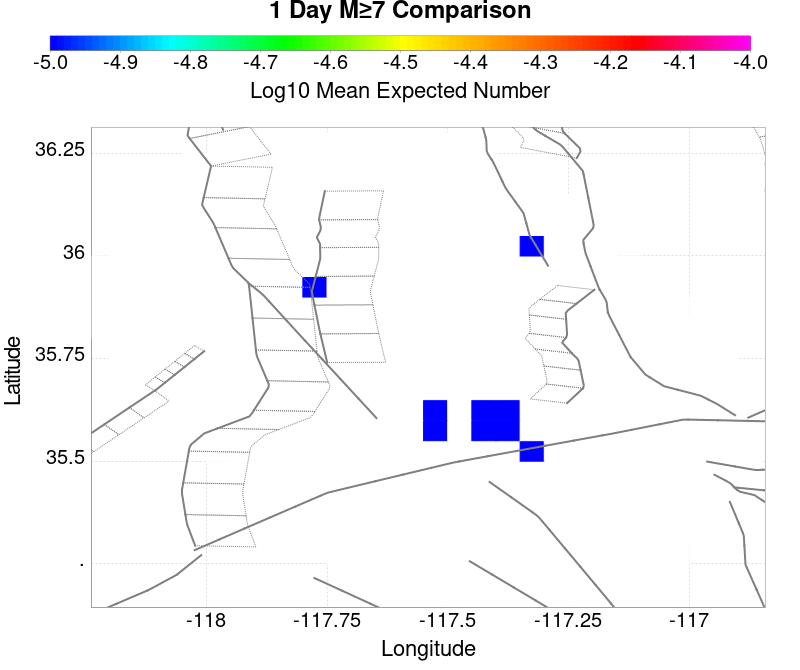 1 Day M≥7 Comparison
-5.0 -4.9 -4.8 -4.7 -4.6 -4.5 -4.4 -4.3 -4.2 -4.1 -4.0
Log10 Mean Expected Number
36.25
36
35.75
35.5
.
Latitude
-118 -117.75 -117.5 -117.25 -117
Longitude